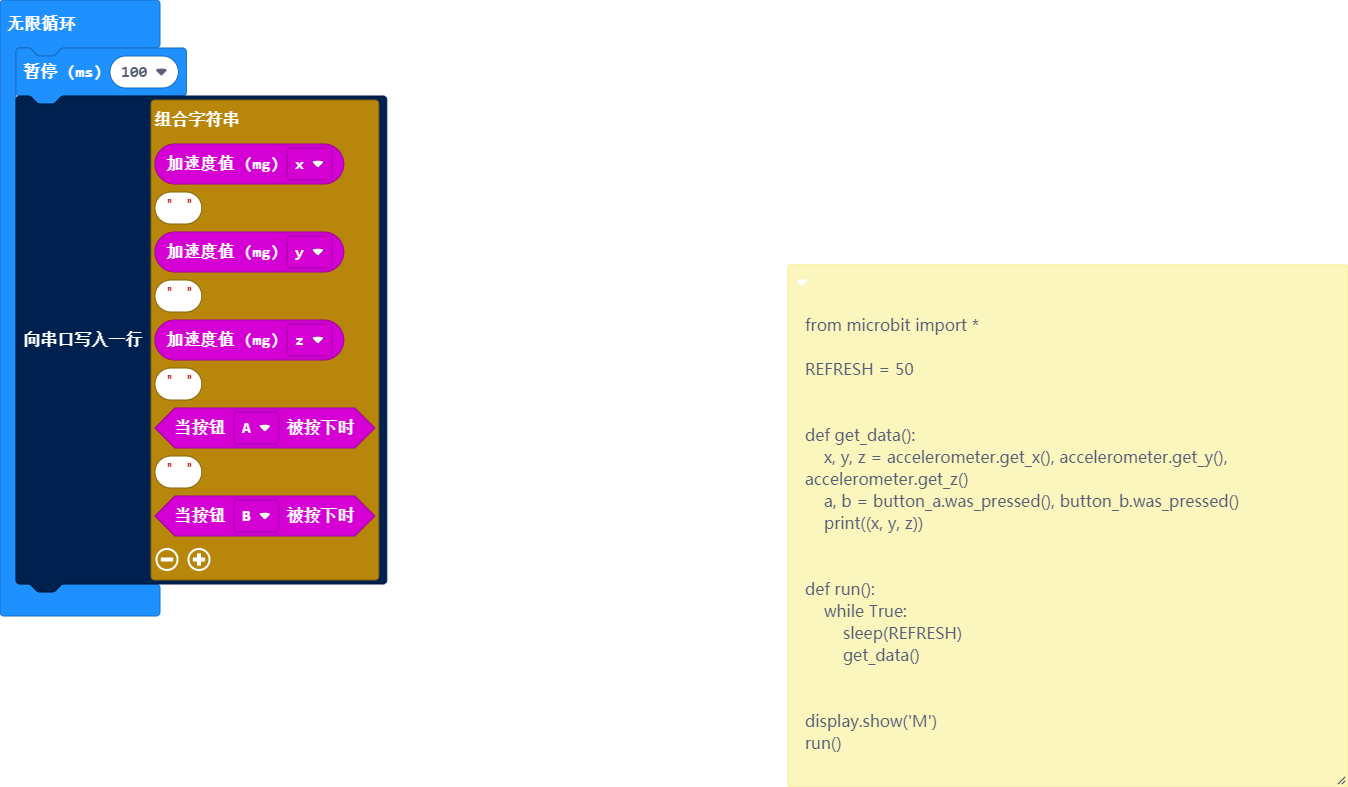 无限循环
暂停 (ms) 100
向串口写入一行
组合字符串
加速度值 (mg) x
" "
加速度值 (mg) y
" "
加速度值 (mg) z
" "
当按钮 A 被按下时
" "
当按钮 B 被按下时
from microbit import *
REFRESH = 50
def get_data():
x, y, z = accelerometer.get_x(), accelerometer.get_y(),
accelerometer.get_z()
a, b = button_a.was_pressed(), button_b.was_pressed()
print((x, y, z))
def run():
while True:
sleep(REFRESH)
get_data()
display.show('M')
run()